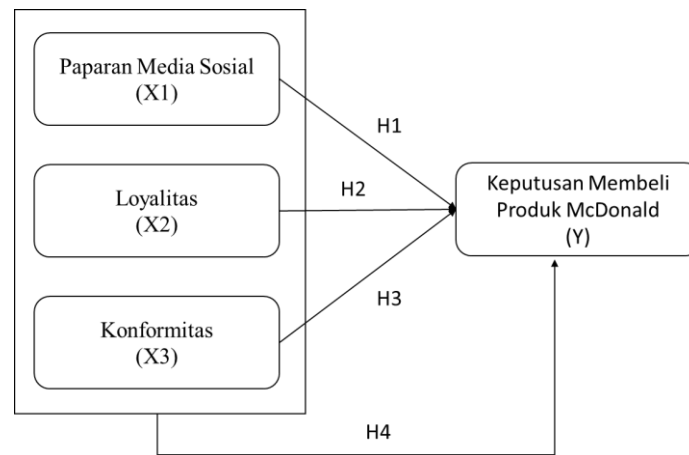 Paparan Media Sosial
(X1)
H1
Loyalitas
(X2)
H2
Keputusan Membeli
Produk McDonald
(Y)
Konformitas
(X3)
H3
H4